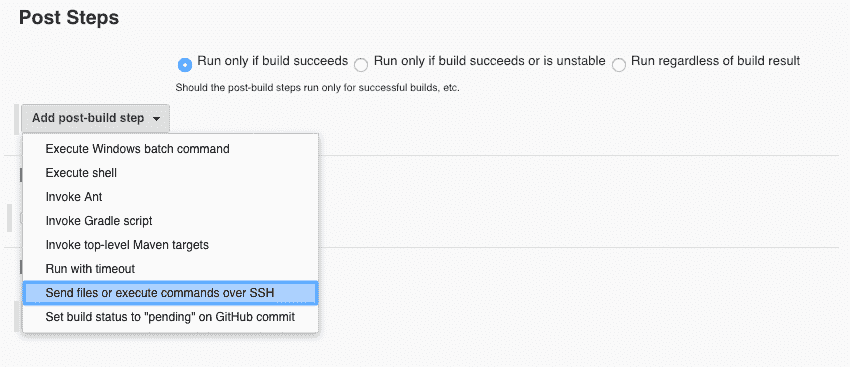 Post Steps
Run only if build succeeds Run only if build succeeds or is unstable Run regardless of build result
Should the post-build steps run only for successful builds, etc.
Add post-build step
Execute Windows batch command
Execute shell
Invoke Ant
Invoke Gradle script
Invoke top-level Maven targets
Run with timeout
Send files or execute commands over SSH
Set build status to "pending" on GitHub commit